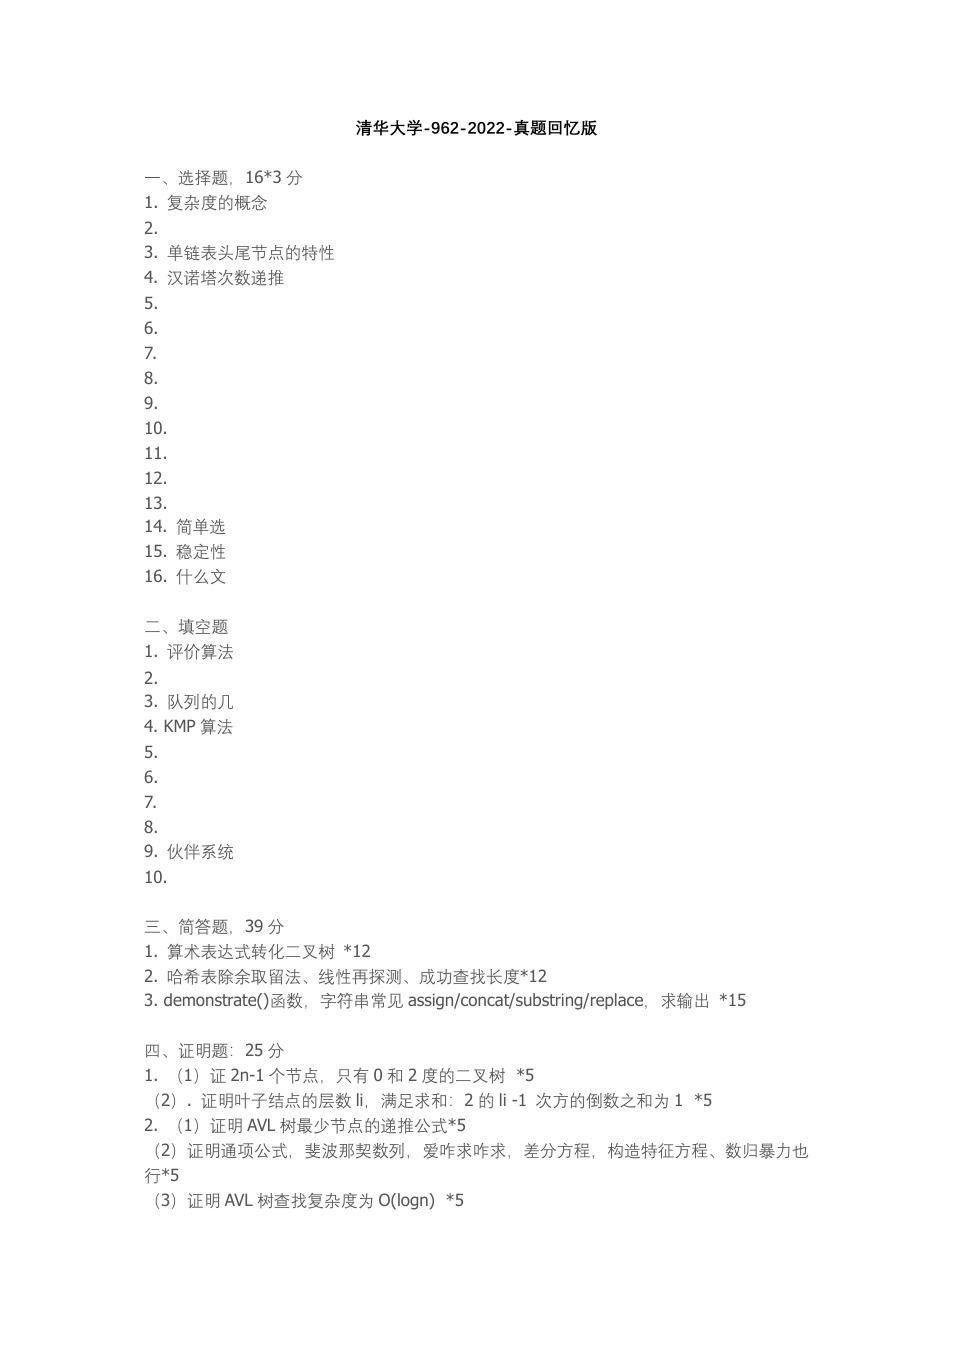 清华大学-962-2022-真题回忆版
一、选择题，16*3 分
1. 复杂度的概念
2.
3. 单链表头尾节点的特性
4. 汉诺塔次数递推
5.
6.
7.
8.
9.
10.
11.
12.
13.
14. 简单选
15. 稳定性
16. 什么文
二、填空题
1. 评价算法
2.
3. 队列的几
4. KMP 算法
5.
6.
7.
8.
9. 伙伴系统
10.
三、简答题，39 分
1. 算术表达式转化二叉树 *12
2. 哈希表除余取留法、线性再探测、成功查找长度*12
3. demonstrate()函数，字符串常见 assign/concat/substring/replace，求输出 *15
四、证明题：25 分
1. （1）证 2n-1 个节点，只有 0 和 2 度的二叉树 *5
（2）. 证明叶子结点的层数 li，满足求和：2 的 li -1 次方的倒数之和为 1 *5
2. （1）证明 AVL 树最少节点的递推公式*5
（2）证明通项公式，斐波那契数列，爱咋求咋求，差分方程，构造特征方程、数归暴力也
行*5
（3）证明 AVL 树查找复杂度为 O(logn) *5